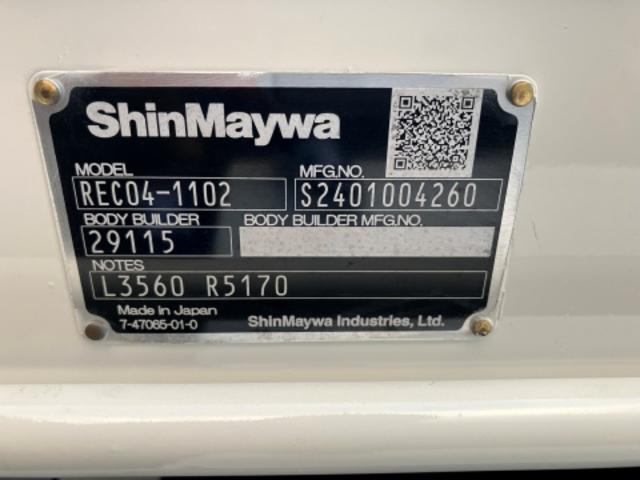 ShinMaywa
MODEL MFG.NO.
REC04-1102 S2401004260
BODY BUILDER BODY BUILDER MFG.NO.
29115
NOTES
L3560 R5170
Made in Japan
7-47065-01-0 ShinMaywa Industries, Ltd.